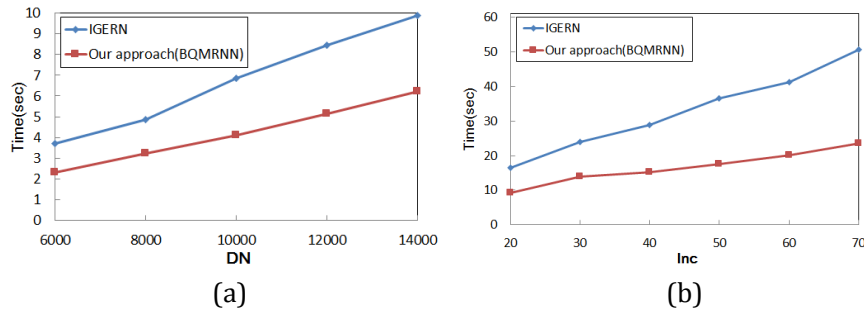 10
9
8
7
6
5
4
3
2
1
0
Time(sec)
IGERN
Our approach(BQMRNN)
6000 8000 10000 12000 14000
DN
(a)
60
50
40
30
20
10
0
Time(sec)
IGERN
Our approach(BQMRNN)
20 30 40 50 60 70
Inc
(b)